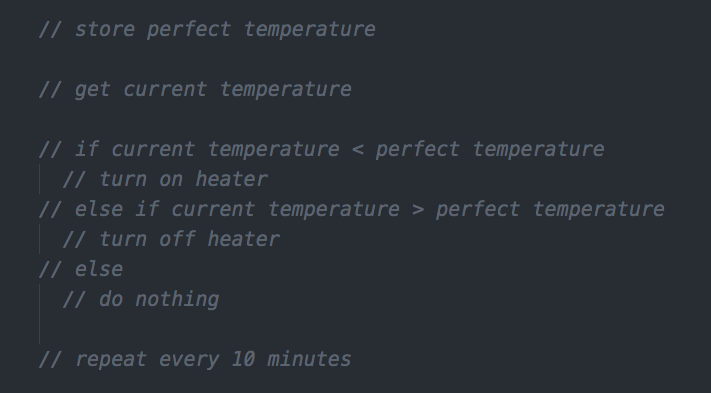 // store perfect temperature
// get current temperature
// if current temperature < perfect temperature
// turn on heater
// else if current temperature > perfect temperature
// turn off heater
// else
// do nothing
// repeat every 10 minutes